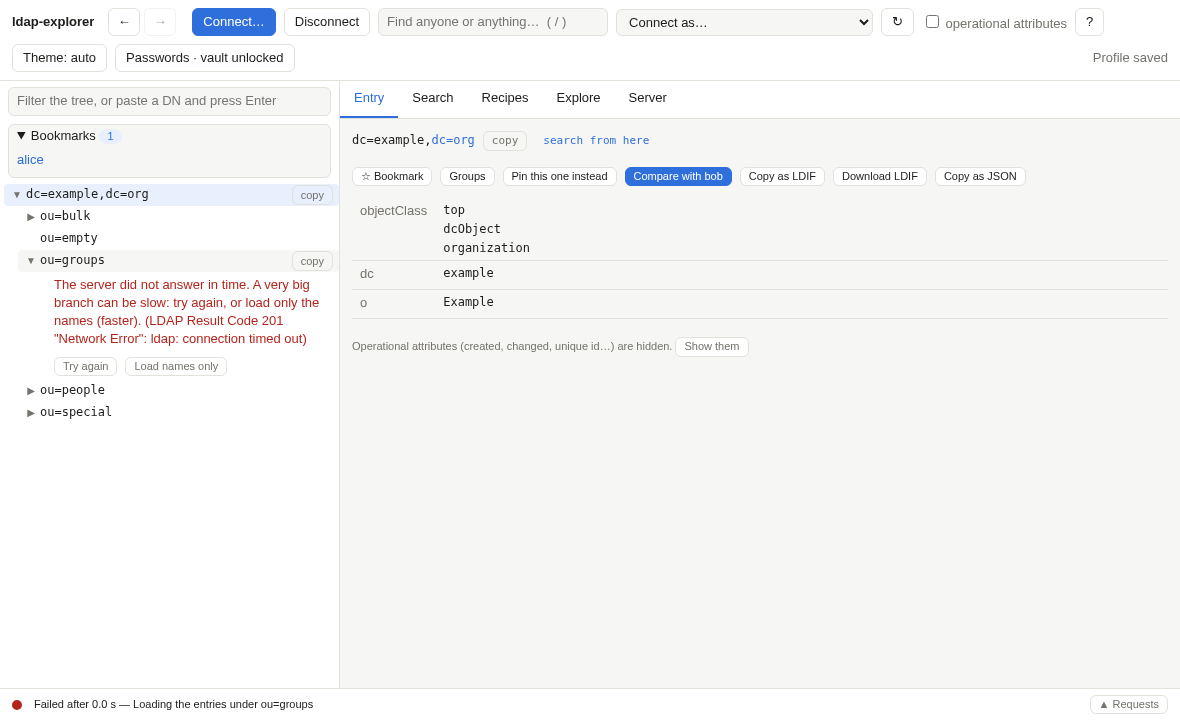 ldap-explorer ← → Connect… Disconnect Find anyone or anything… ( / ) Connect as… ↻ operational attributes ?
Theme: auto Passwords · vault unlocked Profile saved
Filter the tree, or paste a DN and press Enter
▼ Bookmarks 1
alice
▼ dc=example,dc=org copy
▶ ou=bulk
ou=empty
▼ ou=groups copy
The server did not answer in time. A very big
branch can be slow: try again, or load only the
names (faster). (LDAP Result Code 201
"Network Error": ldap: connection timed out)
Try again Load names only
▶ ou=people
▶ ou=special
Entry Search Recipes Explore Server
dc=example,dc=org copy search from here
☆ Bookmark Groups Pin this one instead Compare with bob Copy as LDIF Download LDIF Copy as JSON
objectClass top
dcObject
organization
dc example
o Example
Operational attributes (created, changed, unique id…) are hidden. Show them
Failed after 0.0 s — Loading the entries under ou=groups ▲ Requests